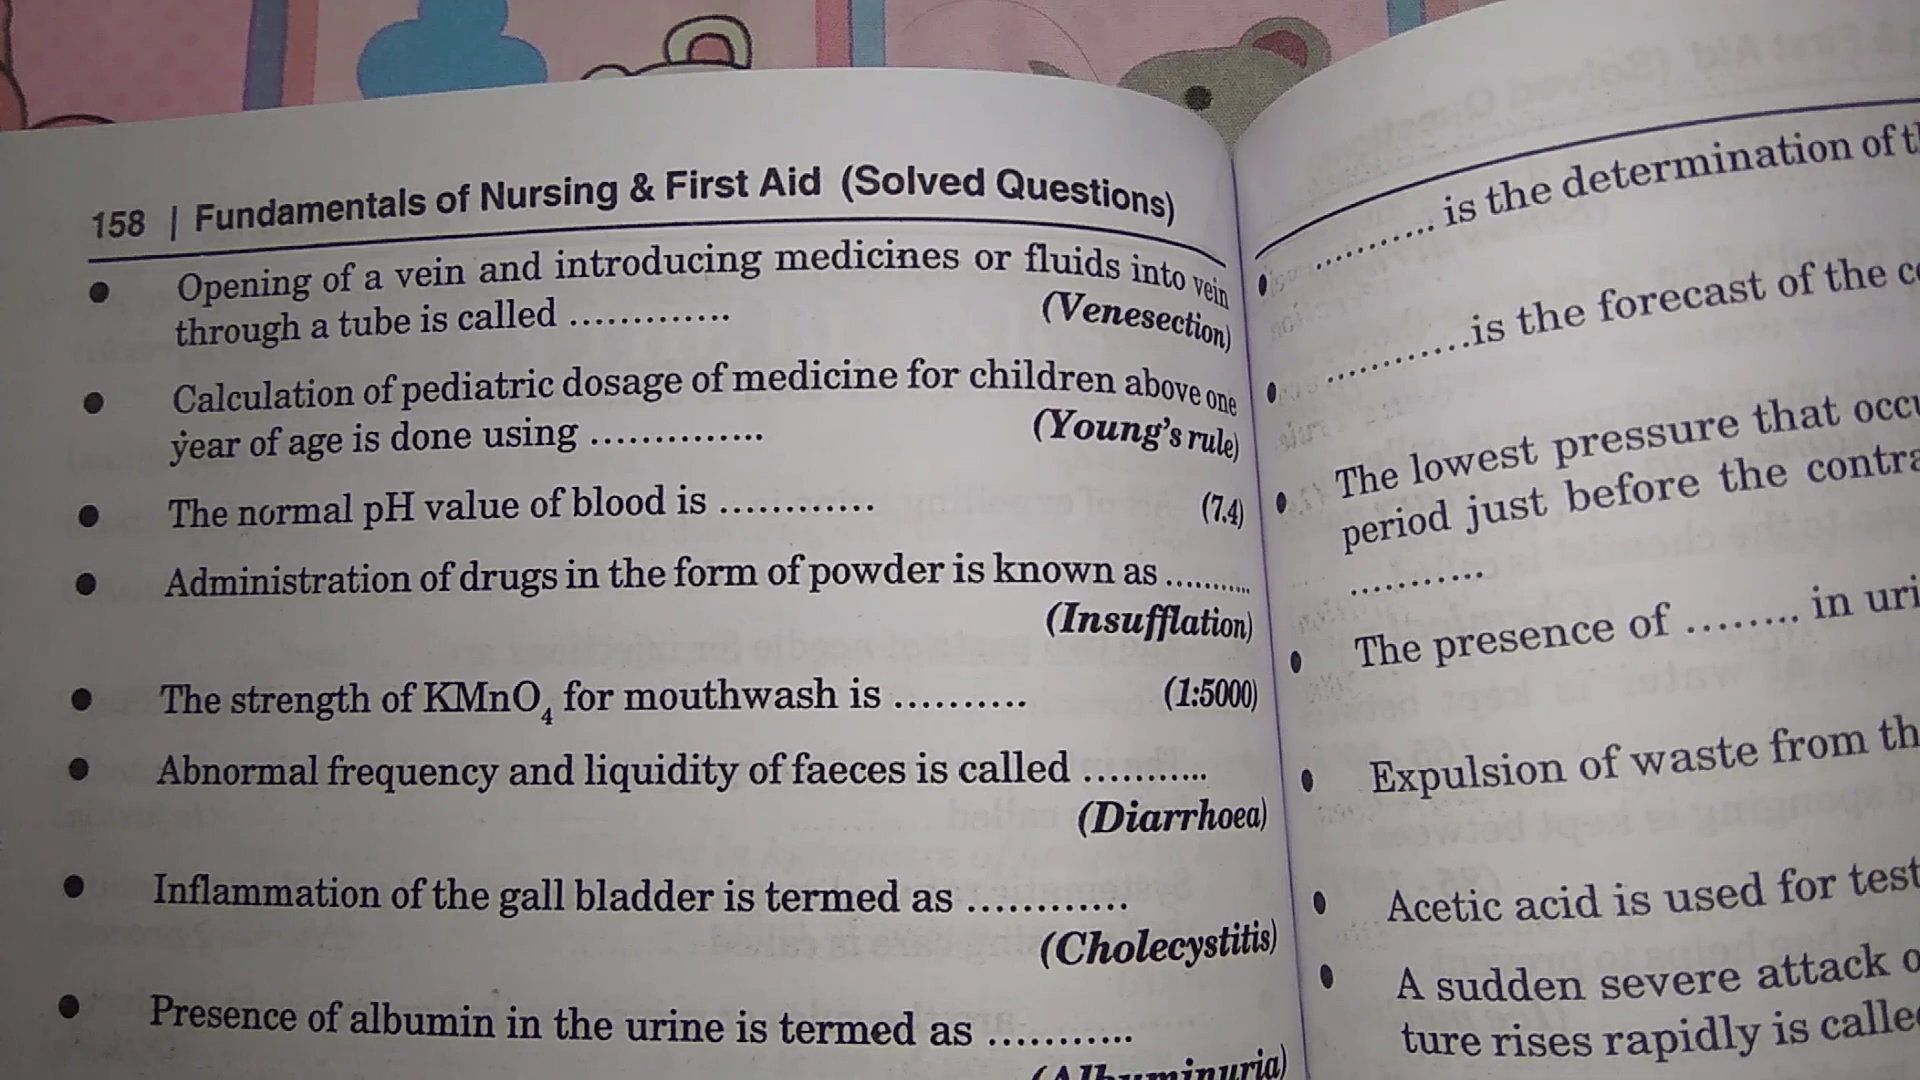 158 | Fundamentals of Nursing & First Aid (Solved Questions)
• Opening of a vein and introducing medicines or fluids into vein
through a tube is called ............. (Venesection)
• Calculation of pediatric dosage of medicine for children above one
year of age is done using .............. (Young's rule)
• The normal pH value of blood is ............ (7.4)
• Administration of drugs in the form of powder is known as ..........
(Insufflation)
• The strength of KMnO₄ for mouthwash is .......... (1:5000)
• Abnormal frequency and liquidity of faeces is called ...........
(Diarrhoea)
• Inflammation of the gall bladder is termed as ............
(Cholecystitis)
• Presence of albumin in the urine is termed as ...........
(Albuminuria)
• ........... is the determination of
• ............is the forecast of the
• The lowest pressure that
period just before the
...........
• The presence of ........ in
• Expulsion of waste from
• Acetic acid is used for
• A sudden severe attack
ture rises rapidly is